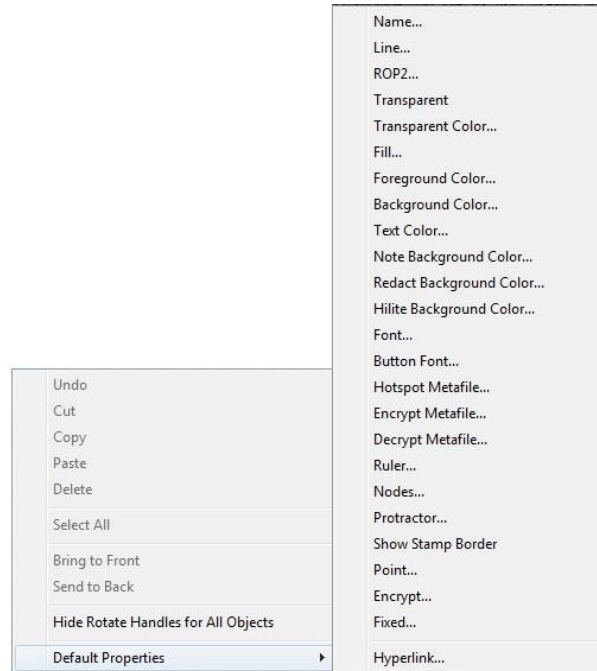 Name...
Line...
ROP2...
Transparent
Transparent Color...
Fill...
Foreground Color...
Background Color...
Text Color...
Note Background Color...
Redact Background Color...
Hilite Background Color...
Font...
Button Font...
Hotspot Metafile...
Encrypt Metafile...
Decrypt Metafile...
Ruler...
Nodes...
Protractor...
Show Stamp Border
Point...
Encrypt...
Fixed...
Hyperlink...
Undo
Cut
Copy
Paste
Delete
Select All
Bring to Front
Send to Back
Hide Rotate Handles for All Objects
Default Properties